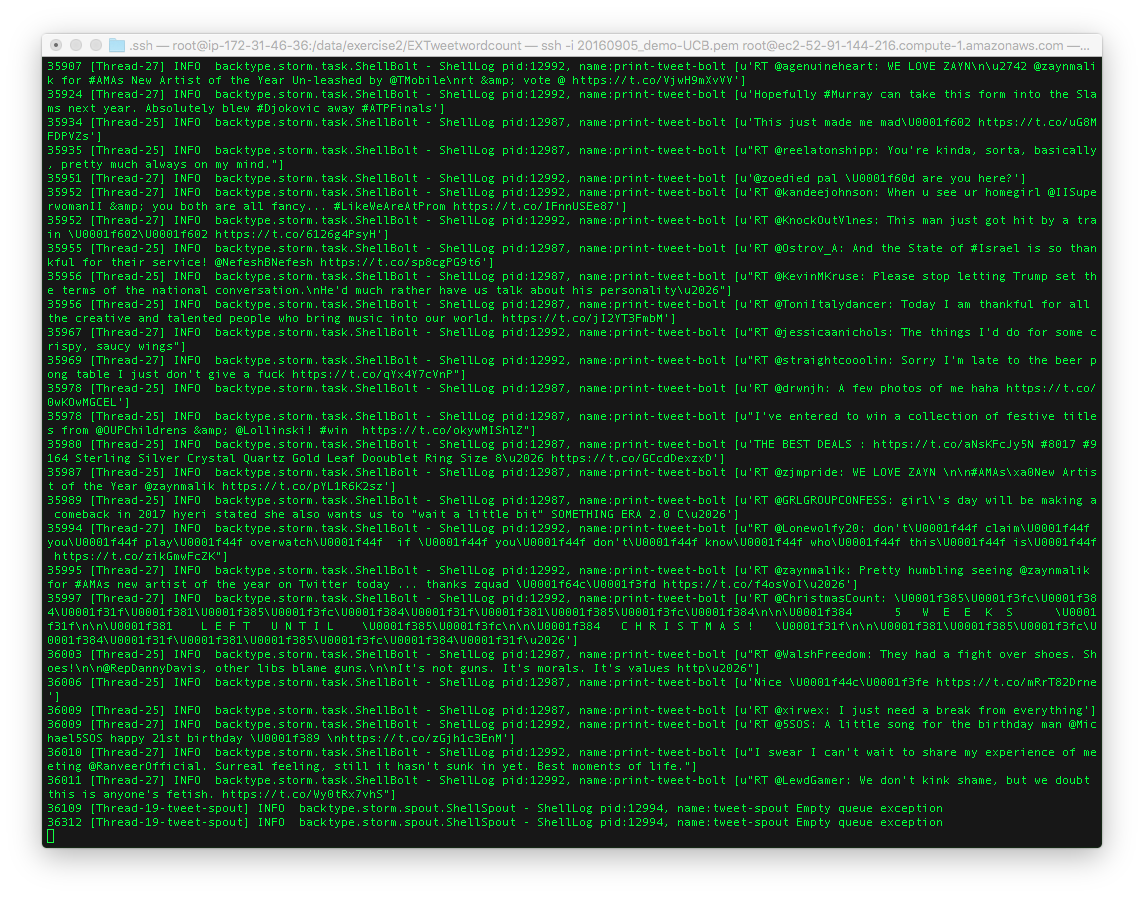 .ssh — root@ip-172-31-46-36:/data/exercise2/EXTweetwordcount — ssh -i 20160905_demo-UCB.pem root@ec2-52-91-144-216.compute-1.amazonaws.com —...
35907 [Thread-27] INFO  backtype.storm.task.ShellBolt - ShellLog pid:12992, name:print-tweet-bolt [u'RT @agenuineheart: WE LOVE ZAYN\n\u2742 @zaynmali
k for #AMAs New Artist of the Year Un-leashed by @TMobile\nrt &amp; vote @ https://t.co/VjwH9mXvVV']
35924 [Thread-27] INFO  backtype.storm.task.ShellBolt - ShellLog pid:12992, name:print-tweet-bolt [u'Hopefully #Murray can take this form into the Sla
ms next year. Absolutely blew #Djokovic away #ATPFinals']
35934 [Thread-25] INFO  backtype.storm.task.ShellBolt - ShellLog pid:12987, name:print-tweet-bolt [u'This just made me mad\U0001f602 https://t.co/uG8M
FDPVZs']
35935 [Thread-25] INFO  backtype.storm.task.ShellBolt - ShellLog pid:12987, name:print-tweet-bolt [u"RT @reelatonshipp: You're kinda, sorta, basically
, pretty much always on my mind."]
35951 [Thread-27] INFO  backtype.storm.task.ShellBolt - ShellLog pid:12992, name:print-tweet-bolt [u'@zoedied pal \U0001f60d are you here?']
35952 [Thread-27] INFO  backtype.storm.task.ShellBolt - ShellLog pid:12992, name:print-tweet-bolt [u'RT @kandeejohnson: When u see ur homegirl @IISupe
rwomanII &amp; you both are all fancy... #LikeWeAreAtProm https://t.co/IFnnUSEe87']
35952 [Thread-27] INFO  backtype.storm.task.ShellBolt - ShellLog pid:12992, name:print-tweet-bolt [u'RT @KnockOutVlnes: This man just got hit by a tra
in \U0001f602\U0001f602 https://t.co/6126g4PsyH']
35955 [Thread-25] INFO  backtype.storm.task.ShellBolt - ShellLog pid:12987, name:print-tweet-bolt [u'RT @Ostrov_A: And the State of #Israel is so than
kful for their service! @NefeshBNefesh https://t.co/sp8cgPG9t6']
35956 [Thread-25] INFO  backtype.storm.task.ShellBolt - ShellLog pid:12987, name:print-tweet-bolt [u"RT @KevinMKruse: Please stop letting Trump set th
e terms of the national conversation.\nHe'd much rather have us talk about his personality\u2026"]
35956 [Thread-25] INFO  backtype.storm.task.ShellBolt - ShellLog pid:12987, name:print-tweet-bolt [u'RT @ToniItalydancer: Today I am thankful for all
the creative and talented people who bring music into our world. https://t.co/jI2YT3FmbM']
35967 [Thread-27] INFO  backtype.storm.task.ShellBolt - ShellLog pid:12992, name:print-tweet-bolt [u"RT @jessicaanichols: The things I'd do for some c
rispy, saucy wings"]
35969 [Thread-27] INFO  backtype.storm.task.ShellBolt - ShellLog pid:12992, name:print-tweet-bolt [u"RT @straightcooolin: Sorry I'm late to the beer p
ong table I just don't give a fuck https://t.co/qYx4Y7cVnP"]
35978 [Thread-25] INFO  backtype.storm.task.ShellBolt - ShellLog pid:12987, name:print-tweet-bolt [u'RT @drwnjh: A few photos of me haha https://t.co/
0wKOwMGCEL']
35978 [Thread-25] INFO  backtype.storm.task.ShellBolt - ShellLog pid:12987, name:print-tweet-bolt [u"I've entered to win a collection of festive title
s from @OUPChildrens &amp; @Lollinski! #win  https://t.co/okywMIShlZ"]
35980 [Thread-25] INFO  backtype.storm.task.ShellBolt - ShellLog pid:12987, name:print-tweet-bolt [u'THE BEST DEALS : https://t.co/aNsKFcJy5N #8017 #9
164 Sterling Silver Crystal Quartz Gold Leaf Dooublet Ring Size 8\u2026 https://t.co/GCcdDexzxD']
35987 [Thread-27] INFO  backtype.storm.task.ShellBolt - ShellLog pid:12992, name:print-tweet-bolt [u'RT @zjmpride: WE LOVE ZAYN \n\n#AMAs\xa0New Artis
t of the Year @zaynmalik https://t.co/pYL1R6K2sz']
35989 [Thread-25] INFO  backtype.storm.task.ShellBolt - ShellLog pid:12987, name:print-tweet-bolt [u'RT @GRLGROUPCONFESS: girl\'s day will be making a
 comeback in 2017 hyeri stated she also wants us to "wait a little bit" SOMETHING ERA 2.0 C\u2026']
35994 [Thread-27] INFO  backtype.storm.task.ShellBolt - ShellLog pid:12992, name:print-tweet-bolt [u"RT @Lonewolfy20: don't\U0001f44f claim\U0001f44f
you\U0001f44f play\U0001f44f overwatch\U0001f44f  if \U0001f44f you\U0001f44f don't\U0001f44f know\U0001f44f who\U0001f44f this\U0001f44f is\U0001f44f
 https://t.co/zikGmwFcZK"]
35995 [Thread-27] INFO  backtype.storm.task.ShellBolt - ShellLog pid:12992, name:print-tweet-bolt [u'RT @zaynmalik: Pretty humbling seeing @zaynmalik
for #AMAs new artist of the year on Twitter today ... thanks zquad \U0001f64c\U0001f3fd https://t.co/f4osVoI\u2026']
35997 [Thread-27] INFO  backtype.storm.task.ShellBolt - ShellLog pid:12992, name:print-tweet-bolt [u'RT @ChristmasCount: \U0001f385\U0001f3fc\U0001f38
4\U0001f31f\U0001f381\U0001f385\U0001f3fc\U0001f384\U0001f31f\U0001f381\U0001f385\U0001f3fc\U0001f384\n\n\U0001f384      5   W  E  E  K  S      \U0001
f31f\n\n\U0001f381    L E F T   U N T I L    \U0001f385\U0001f3fc\n\n\U0001f384   C H R I S T M A S !   \U0001f31f\n\n\U0001f381\U0001f385\U0001f3fc\U
0001f384\U0001f31f\U0001f381\U0001f385\U0001f3fc\U0001f384\U0001f31f\u2026']
36003 [Thread-25] INFO  backtype.storm.task.ShellBolt - ShellLog pid:12987, name:print-tweet-bolt [u"RT @WalshFreedom: They had a fight over shoes. Sh
oes!\n\n@RepDannyDavis, other libs blame guns.\n\nIt's not guns. It's morals. It's values http\u2026"]
36006 [Thread-25] INFO  backtype.storm.task.ShellBolt - ShellLog pid:12987, name:print-tweet-bolt [u'Nice \U0001f44c\U0001f3fe https://t.co/mRrT82Drne
']
36009 [Thread-25] INFO  backtype.storm.task.ShellBolt - ShellLog pid:12987, name:print-tweet-bolt [u'RT @xirwex: I just need a break from everything']
36009 [Thread-27] INFO  backtype.storm.task.ShellBolt - ShellLog pid:12992, name:print-tweet-bolt [u'RT @5SOS: A little song for the birthday man @Mic
hael5SOS happy 21st birthday \U0001f389 \nhttps://t.co/zGjh1c3EnM']
36010 [Thread-27] INFO  backtype.storm.task.ShellBolt - ShellLog pid:12992, name:print-tweet-bolt [u"I swear I can't wait to share my experience of me
eting @RanveerOfficial. Surreal feeling, still it hasn't sunk in yet. Best moments of life."]
36011 [Thread-27] INFO  backtype.storm.task.ShellBolt - ShellLog pid:12992, name:print-tweet-bolt [u"RT @LewdGamer: We don't kink shame, but we doubt
this is anyone's fetish. https://t.co/Wy0tRx7vhS"]
36109 [Thread-19-tweet-spout] INFO  backtype.storm.spout.ShellSpout - ShellLog pid:12994, name:tweet-spout Empty queue exception
36312 [Thread-19-tweet-spout] INFO  backtype.storm.spout.ShellSpout - ShellLog pid:12994, name:tweet-spout Empty queue exception